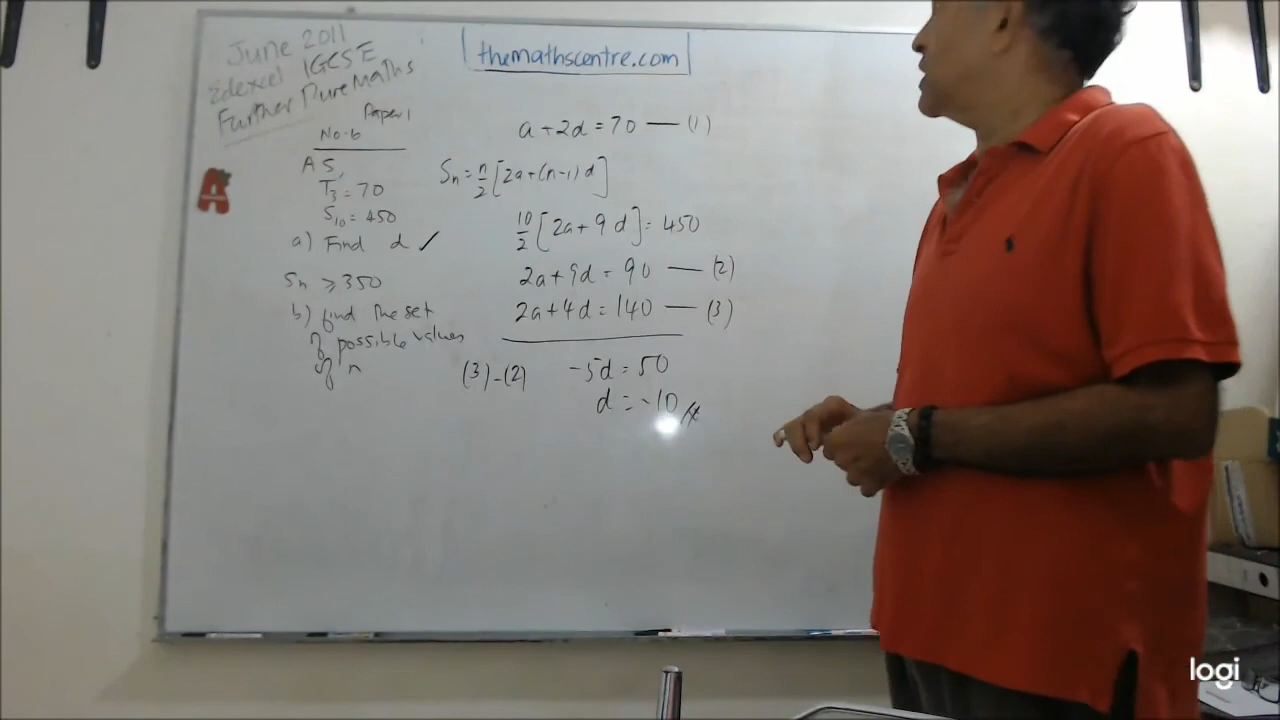 June 2011
Edexcel IGCSE
Further Pure Maths
Paper 1
No. 6
themathscentre.com
A
A S,
T₃ = 70
S₁₀ = 450
a) Find d ✓
Sn ≥ 350
b) find the set
of possible values
of n
a + 2d = 70 — (1)
Sn = n/2 [2a + (n-1) d]
10/2 [2a + 9d] = 450
2a + 9d = 90 — (2)
2a + 4d = 140 — (3)
(3) - (2) -5d = 50
d = -10 //
logi